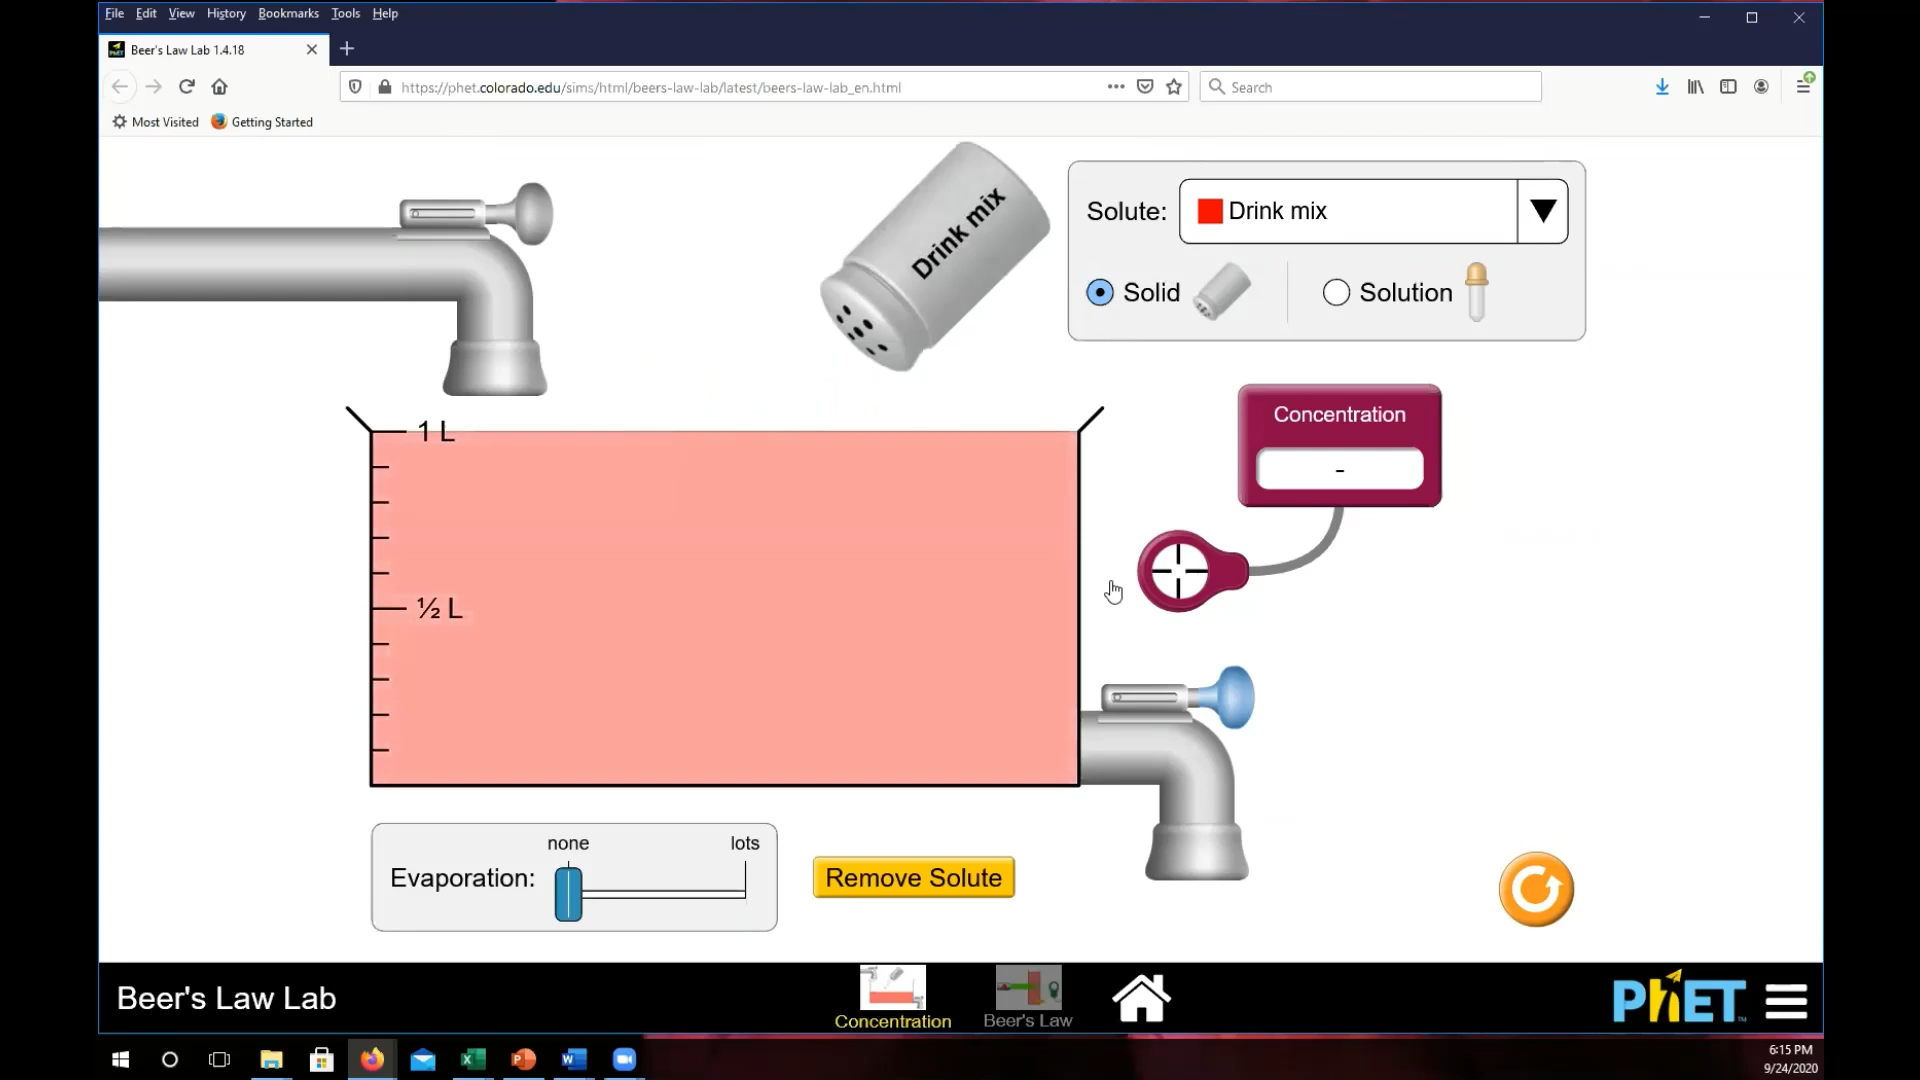 File Edit View History Bookmarks Tools Help
Beer's Law Lab 1.4.18
https://phet.colorado.edu/sims/html/beers-law-lab/latest/beers-law-lab_en.html
Search
Most Visited Getting Started
Drink mix
Solute: Drink mix
Solid Solution
Concentration
-
1 L
½ L
none lots
Evaporation:
Remove Solute
Beer's Law Lab
Concentration
Beer's Law
PhET
6:15 PM
9/24/2020